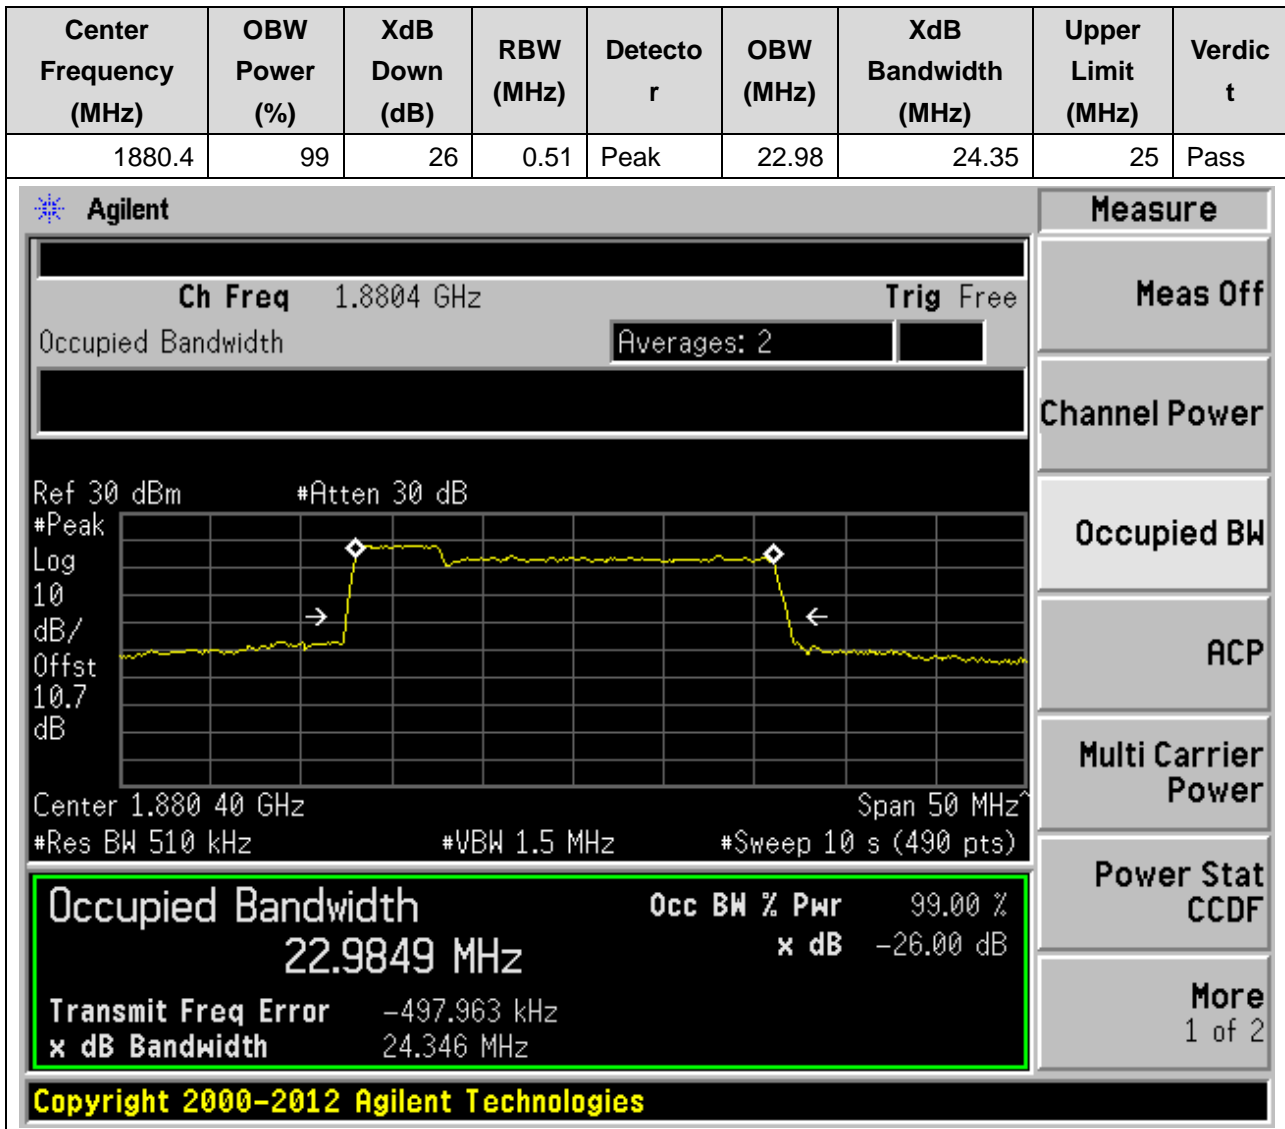 Center Frequency (MHz) OBW Power (%) XdB Down (dB) RBW (MHz) Detecto r OBW (MHz) XdB Bandwidth (MHz) Upper Limit (MHz) Verdic t
1880.4 99 26 0.51 Peak 22.98 24.35 25 Pass
Agilent
Measure
Ch Freq 1.8804 GHz Trig Free
Occupied Bandwidth Averages: 2
Meas Off
Channel Power
Occupied BW
ACP
Multi Carrier
Power
Power Stat
CCDF
More
1 of 2
Ref 30 dBm #Atten 30 dB
#Peak
Log
10
dB/
Offst
10.7
dB
Center 1.880 40 GHz Span 50 MHz^
#Res BW 510 kHz #VBW 1.5 MHz #Sweep 10 s (490 pts)
Occupied Bandwidth Occ BW % Pwr 99.00 %
22.9849 MHz x dB -26.00 dB
Transmit Freq Error -497.963 kHz
x dB Bandwidth 24.346 MHz
Copyright 2000-2012 Agilent Technologies